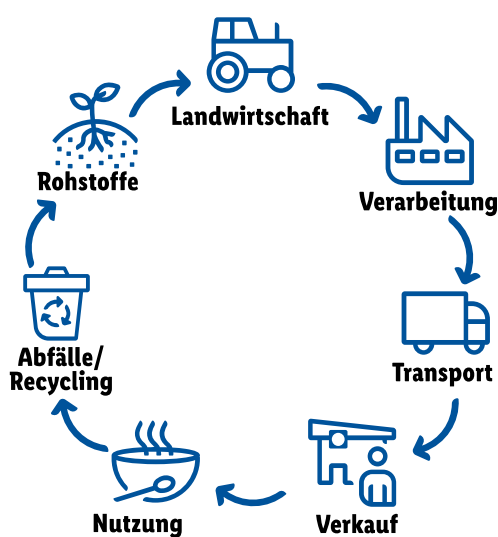 Landwirtschaft
Verarbeitung
Transport
Verkauf
Nutzung
Abfälle/
Recycling
Rohstoffe